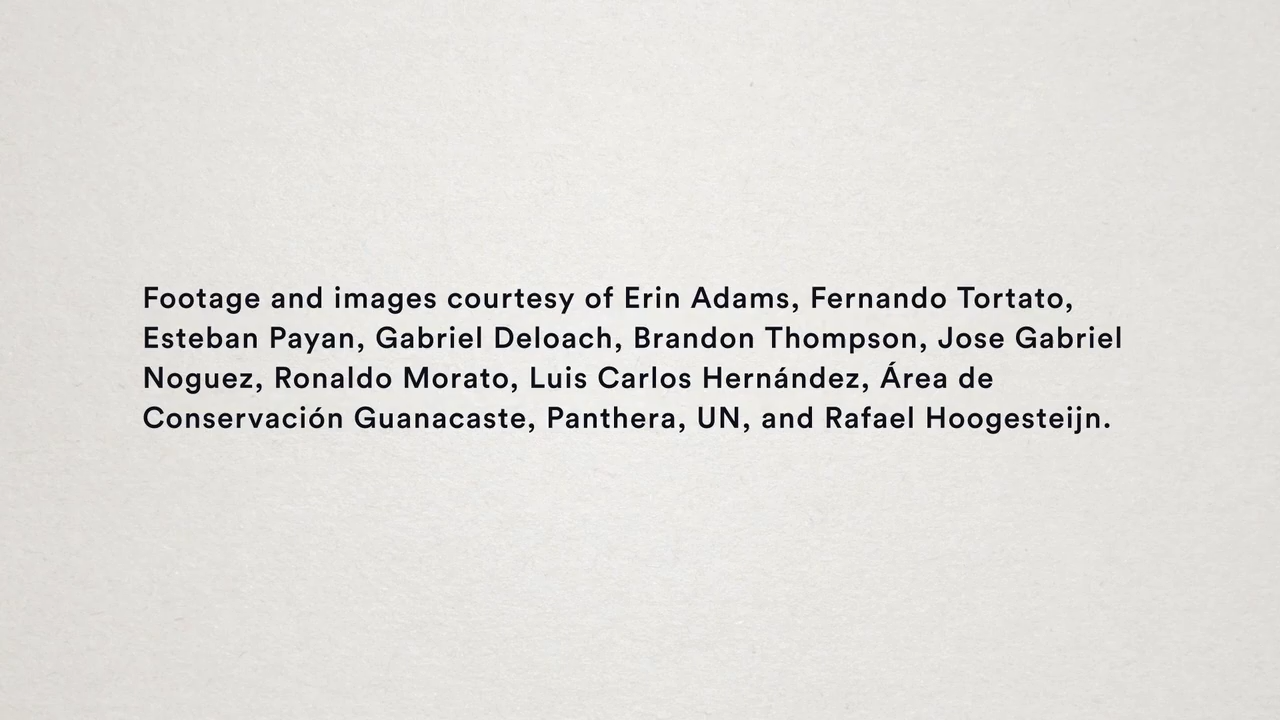 Footage and images courtesy of Erin Adams, Fernando Tortato,
Esteban Payan, Gabriel Deloach, Brandon Thompson, Jose Gabriel
Noguez, Ronaldo Morato, Luis Carlos Hernández, Área de
Conservación Guanacaste, Panthera, UN, and Rafael Hoogesteijn.